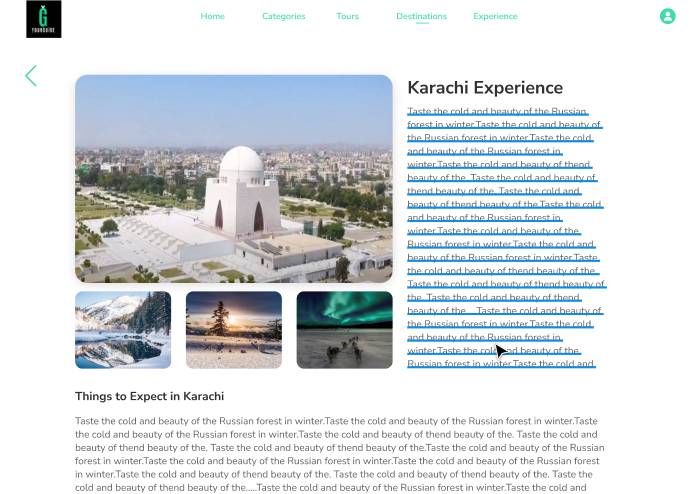 G
YOURGUIDE
Home
Categories
Tours
Destinations
Experience
Karachi Experience
Taste the cold and beauty of the Russian
forest in winter.Taste the cold and beauty of
the Russian forest in winter.Taste the cold
and beauty of the Russian forest in
winter.Taste the cold and beauty of thend
beauty of the. Taste the cold and beauty of
thend beauty of the. Taste the cold and
beauty of thend beauty of the.Taste the cold
and beauty of the Russian forest in
winter.Taste the cold and beauty of the
Russian forest in winter.Taste the cold and
beauty of the Russian forest in winter.Taste
the cold and beauty of thend beauty of the.
Taste the cold and beauty of thend beauty of
the. Taste the cold and beauty of thend
beauty of the.....Taste the cold and beauty of
the Russian forest in winter.Taste the cold
and beauty of the Russian forest in
winter.Taste the cold and beauty of the
Russian forest in winter.Taste the cold and
Things to Expect in Karachi
Taste the cold and beauty of the Russian forest in winter.Taste the cold and beauty of the Russian forest in winter.Taste
the cold and beauty of the Russian forest in winter.Taste the cold and beauty of thend beauty of the. Taste the cold and
beauty of thend beauty of the. Taste the cold and beauty of thend beauty of the.Taste the cold and beauty of the Russian
forest in winter.Taste the cold and beauty of the Russian forest in winter.Taste the cold and beauty of the Russian forest
in winter.Taste the cold and beauty of thend beauty of the. Taste the cold and beauty of thend beauty of the. Taste the
cold and beauty of thend beauty of the.....Taste the cold and beauty of the Russian forest in winter.Taste the cold and